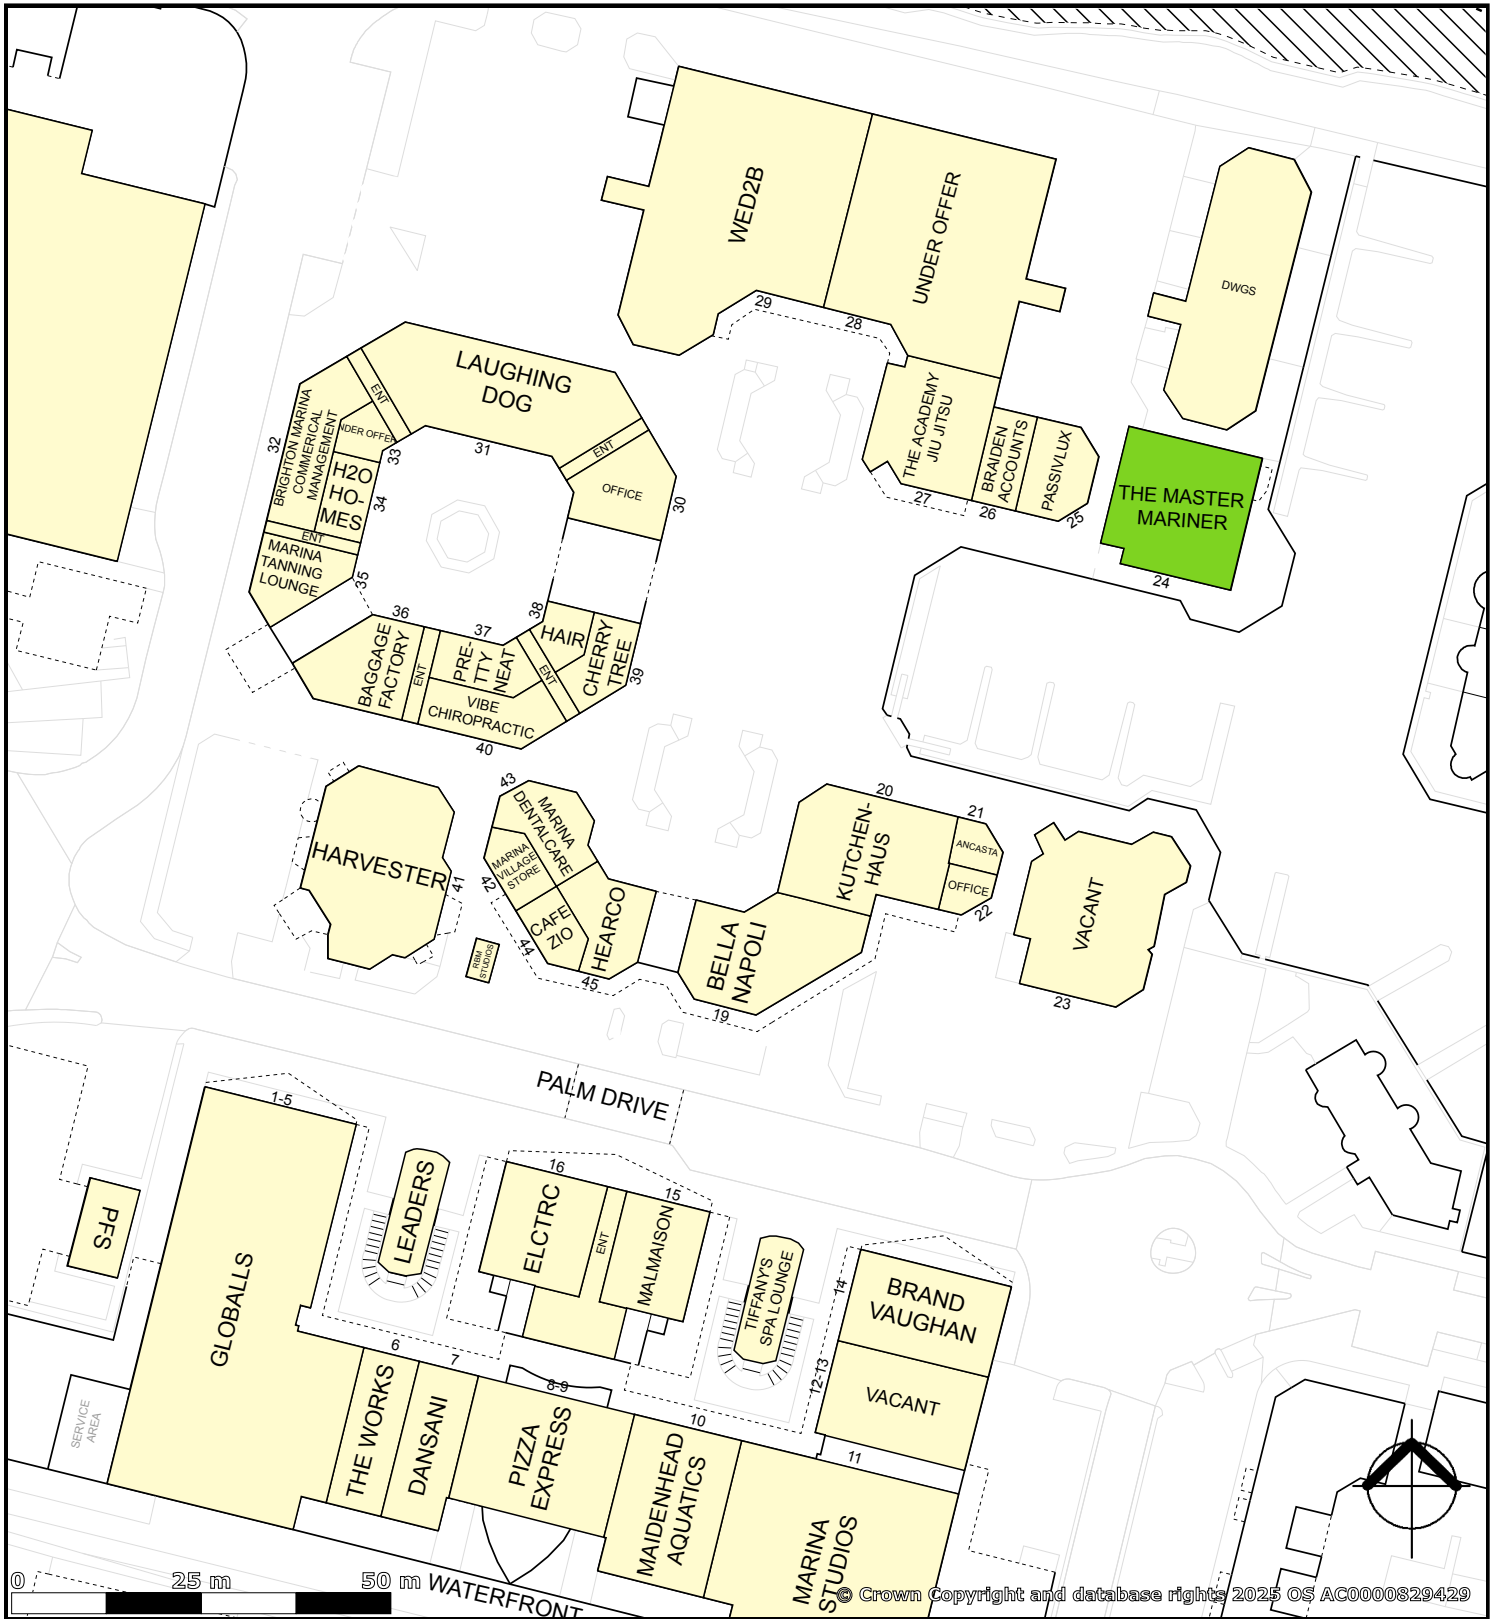 WED2B
UNDER OFFER
DWGS
29
28
THE ACADEMY
JIU JITSU
BRAIDEN
ACCOUNTS
PASSIVLUX
27
26
25
THE MASTER
MARINER
24
LAUGHING
DOG
ENT
ENT
31
OFFICE
30
32
BRIGHTON MARINA
COMMERICAL
MANAGEMENT
NDER OFFER
33
H2O
HO-
MES
34
ENT
MARINA
TANNING
LOUNGE
35
36
37
38
BAGGAGE
FACTORY
ENT
PRE-
TTY
NEAT
ENT
HAIR
CHERRY
TREE
39
VIBE
CHIROPRACTIC
40
HARVESTER
41
43
MARINA
DENTALCARE
MARINA
VILLAGE
STORE
42
CAFE
ZIO
44
HEARCO
45
RBM
STUDIOS
BELLA
NAPOLI
19
KUTCHEN-
HAUS
20
21
ANCASTA
OFFICE
22
VACANT
23
PALM DRIVE
1-5
GLOBALLS
PFS
LEADERS
16
ELCTRC
ENT
15
MALMAISON
TIFFANY'S
SPA LOUNGE
14
BRAND
VAUGHAN
12-13
VACANT
6
7
8-9
10
11
SERVICE
AREA
THE WORKS
DANSANI
PIZZA
EXPRESS
MAIDENHEAD
AQUATICS
MARINA
STUDIOS
WATERFRONT
0 25 m 50 m
© Crown Copyright and database rights 2025 OS AC0000829429